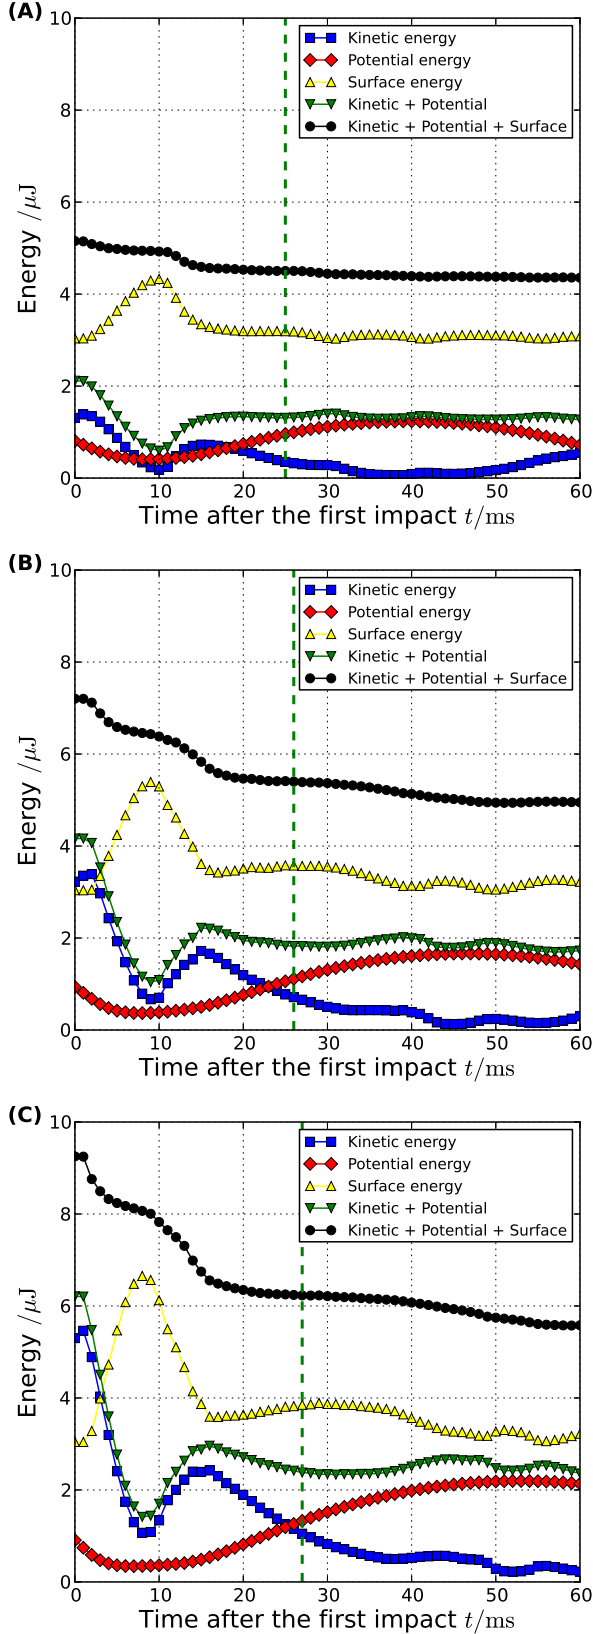 (A)
10
8
6
4
2
0
Energy /μJ
Kinetic energy
Potential energy
Surface energy
Kinetic + Potential
Kinetic + Potential + Surface
0 10 20 30 40 50 60
Time after the first impact t/ms
(B)
10
8
6
4
2
0
Energy /μJ
Kinetic energy
Potential energy
Surface energy
Kinetic + Potential
Kinetic + Potential + Surface
0 10 20 30 40 50 60
Time after the first impact t/ms
(C)
10
8
6
4
2
0
Energy /μJ
Kinetic energy
Potential energy
Surface energy
Kinetic + Potential
Kinetic + Potential + Surface
0 10 20 30 40 50 60
Time after the first impact t/ms